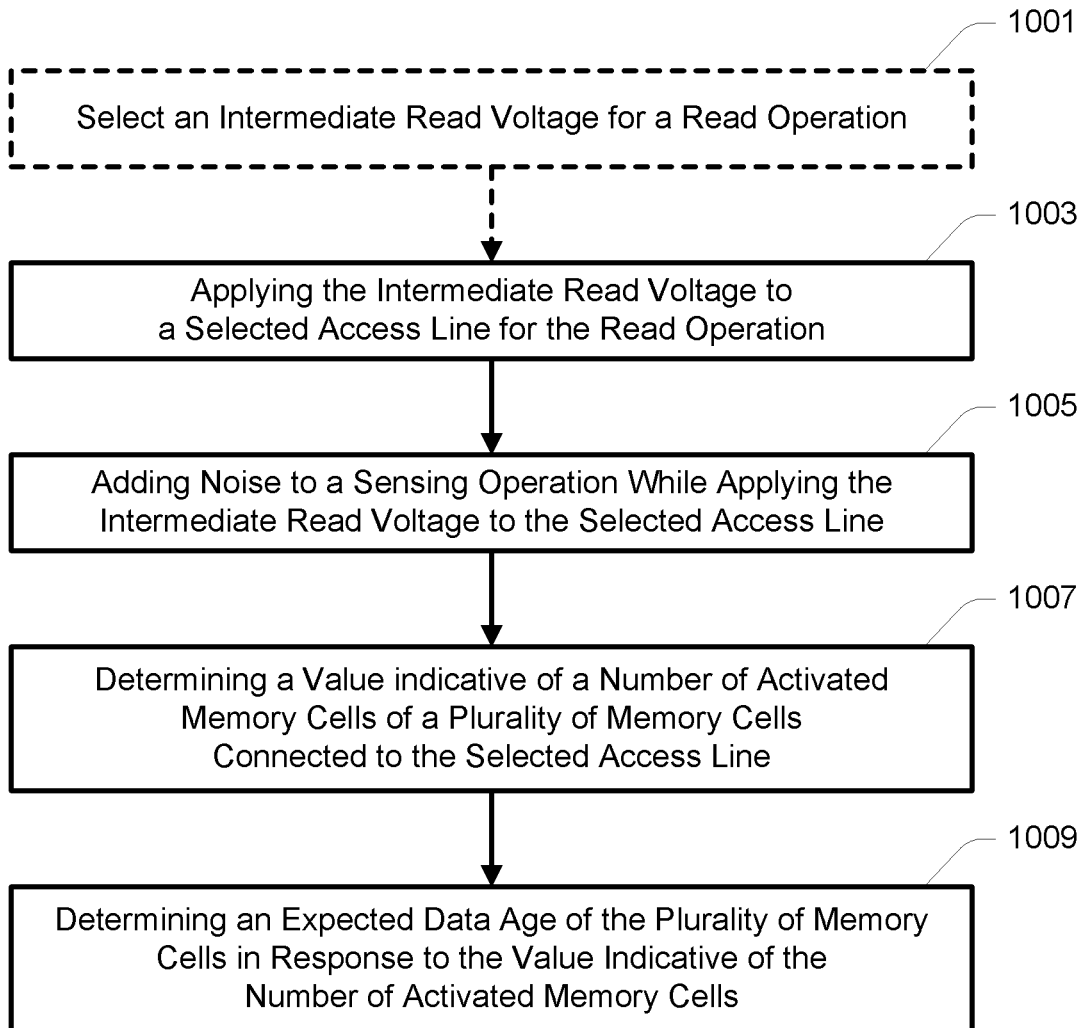 1001
Select an Intermediate Read Voltage for a Read Operation
1003
Applying the Intermediate Read Voltage to
a Selected Access Line for the Read Operation
1005
Adding Noise to a Sensing Operation While Applying the
Intermediate Read Voltage to the Selected Access Line
1007
Determining a Value indicative of a Number of Activated
Memory Cells of a Plurality of Memory Cells
Connected to the Selected Access Line
1009
Determining an Expected Data Age of the Plurality of Memory
Cells in Response to the Value Indicative of the
Number of Activated Memory Cells